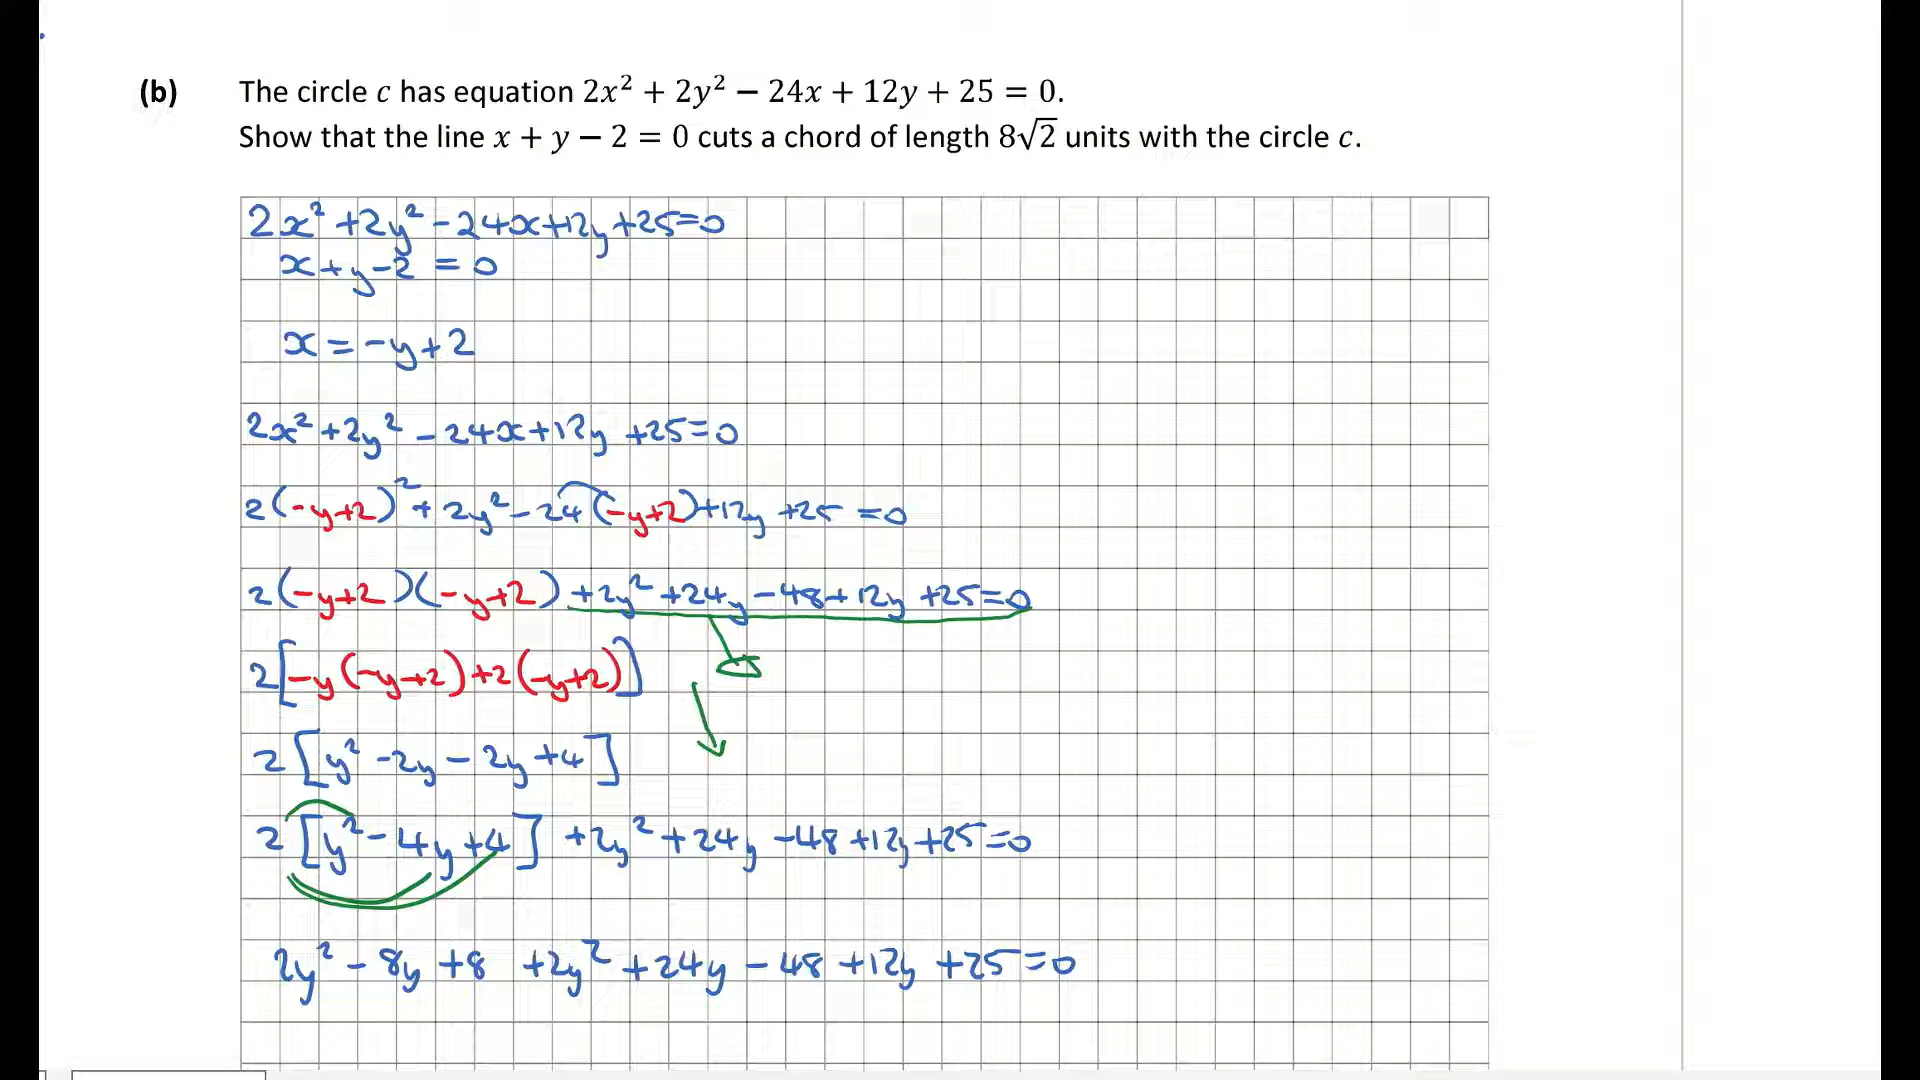 (b) The circle c has equation 2x² + 2y² − 24x + 12y + 25 = 0.
Show that the line x + y − 2 = 0 cuts a chord of length 8√2 units with the circle c.
2x² +2y² -24x+12y+25=0
x+y-2 = 0
x=-y+2
2x²+2y² -24x+12y +25=0
2(-y+2)² + 2y² -24(-y+2)+12y +25 =0
2(-y+2)(-y+2) +2y² +24y -48+12y +25=0
2[-y(-y+2)+2(-y+2)]
2[y² -2y -2y+4]
2[y² -4y+4] +2y² +24y -48 +12y +25=0
2y² - 8y +8 +2y² +24y -48 +12y +25=0